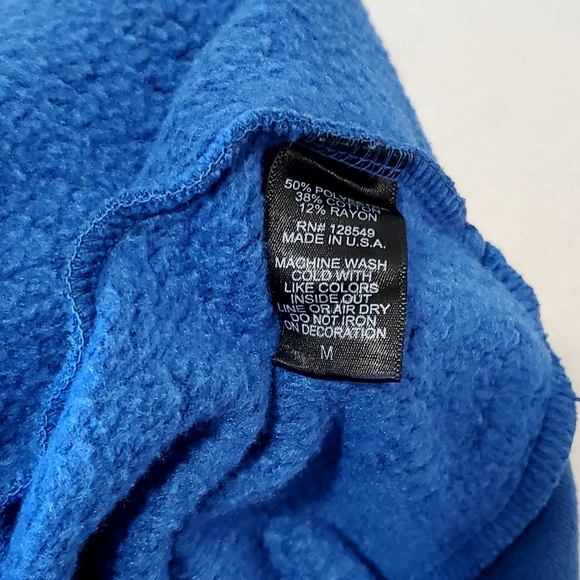 50% POLYESTER
38% COTTON
12% RAYON
RN# 128549
MADE IN U.S.A.
MACHINE WASH
COLD WITH
LIKE COLORS
INSIDE OUT
LINE OR AIR DRY
DO NOT IRON
ON DECORATION
M